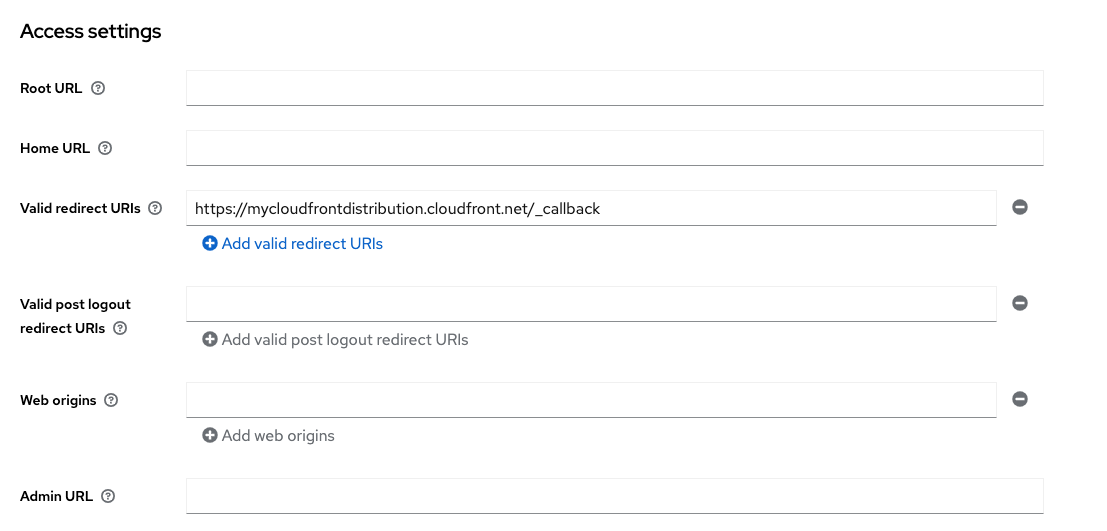 Access settings
Root URL
Home URL
Valid redirect URIs
https://mycloudfrontdistribution.cloudfront.net/_callback
Add valid redirect URIs
Valid post logout
redirect URIs
Add valid post logout redirect URIs
Web origins
Add web origins
Admin URL